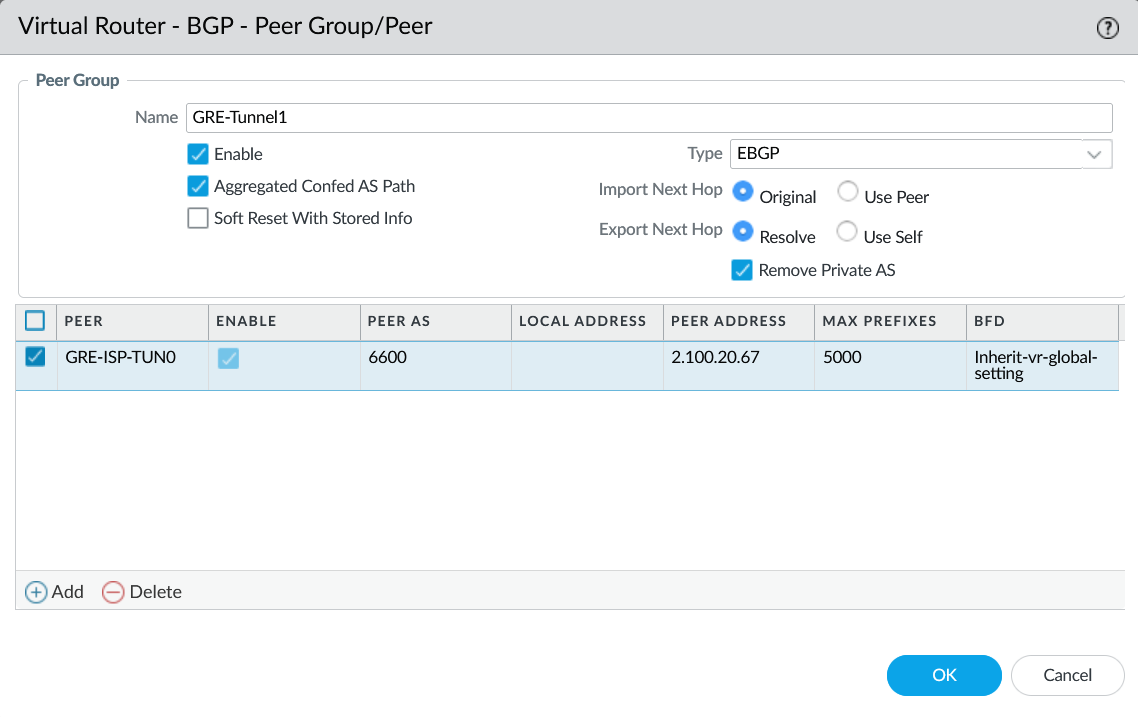 Virtual Router - BGP - Peer Group/Peer
?
Peer Group
Name GRE-Tunnel1
Enable
Type EBGP
Aggregated Confed AS Path
Import Next Hop Original Use Peer
Soft Reset With Stored Info
Export Next Hop Resolve Use Self
Remove Private AS
PEER ENABLE PEER AS LOCAL ADDRESS PEER ADDRESS MAX PREFIXES BFD
GRE-ISP-TUN0 6600 2.100.20.67 5000 Inherit-vr-global-
setting
Add Delete
OK Cancel